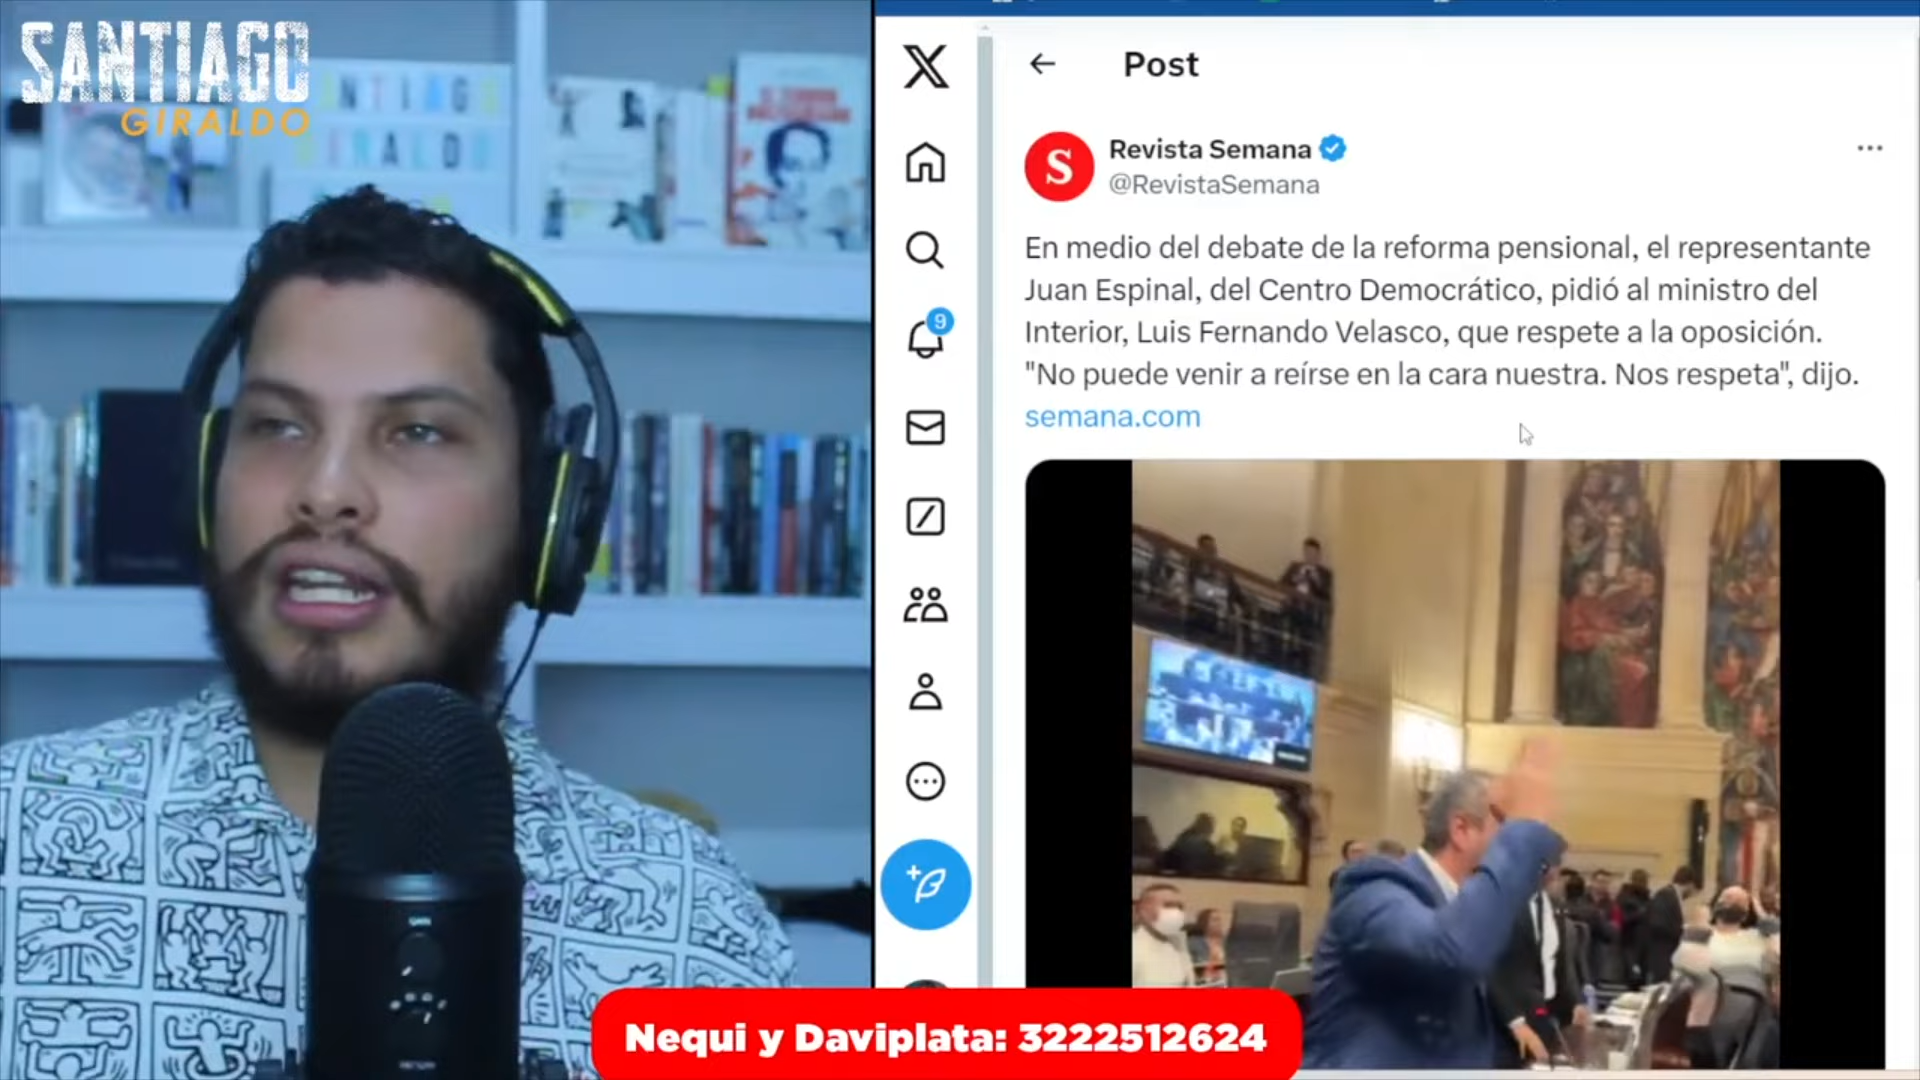 SANTIAGO
GIRALDO
Post
Revista Semana
@RevistaSemana
En medio del debate de la reforma pensional, el representante
Juan Espinal, del Centro Democrático, pidió al ministro del
Interior, Luis Fernando Velasco, que respete a la oposición.
"No puede venir a reírse en la cara nuestra. Nos respeta", dijo.
semana.com
9
Nequi y Daviplata: 3222512624